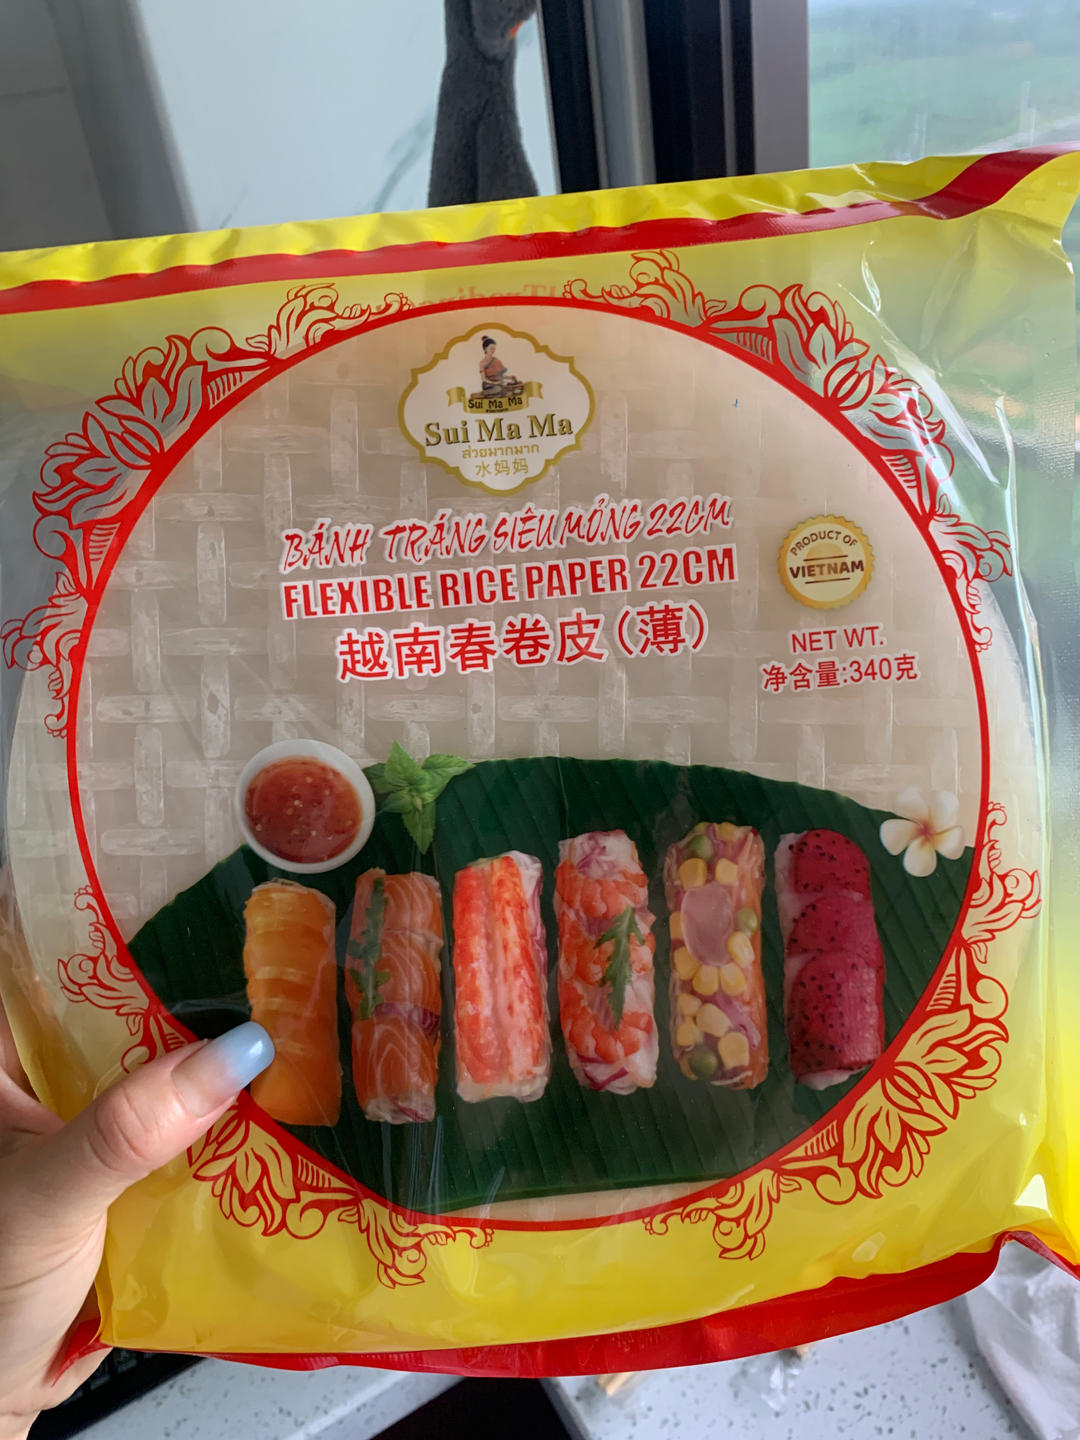 Sui Ma Ma
Sui Ma Ma
สวยมากมาก
水妈妈
BÁNH TRÁNG SIÊU MỎNG 22CM
FLEXIBLE RICE PAPER 22CM
越南春卷皮(薄)
PRODUCT OF
VIETNAM
NET WT.
净含量:340克